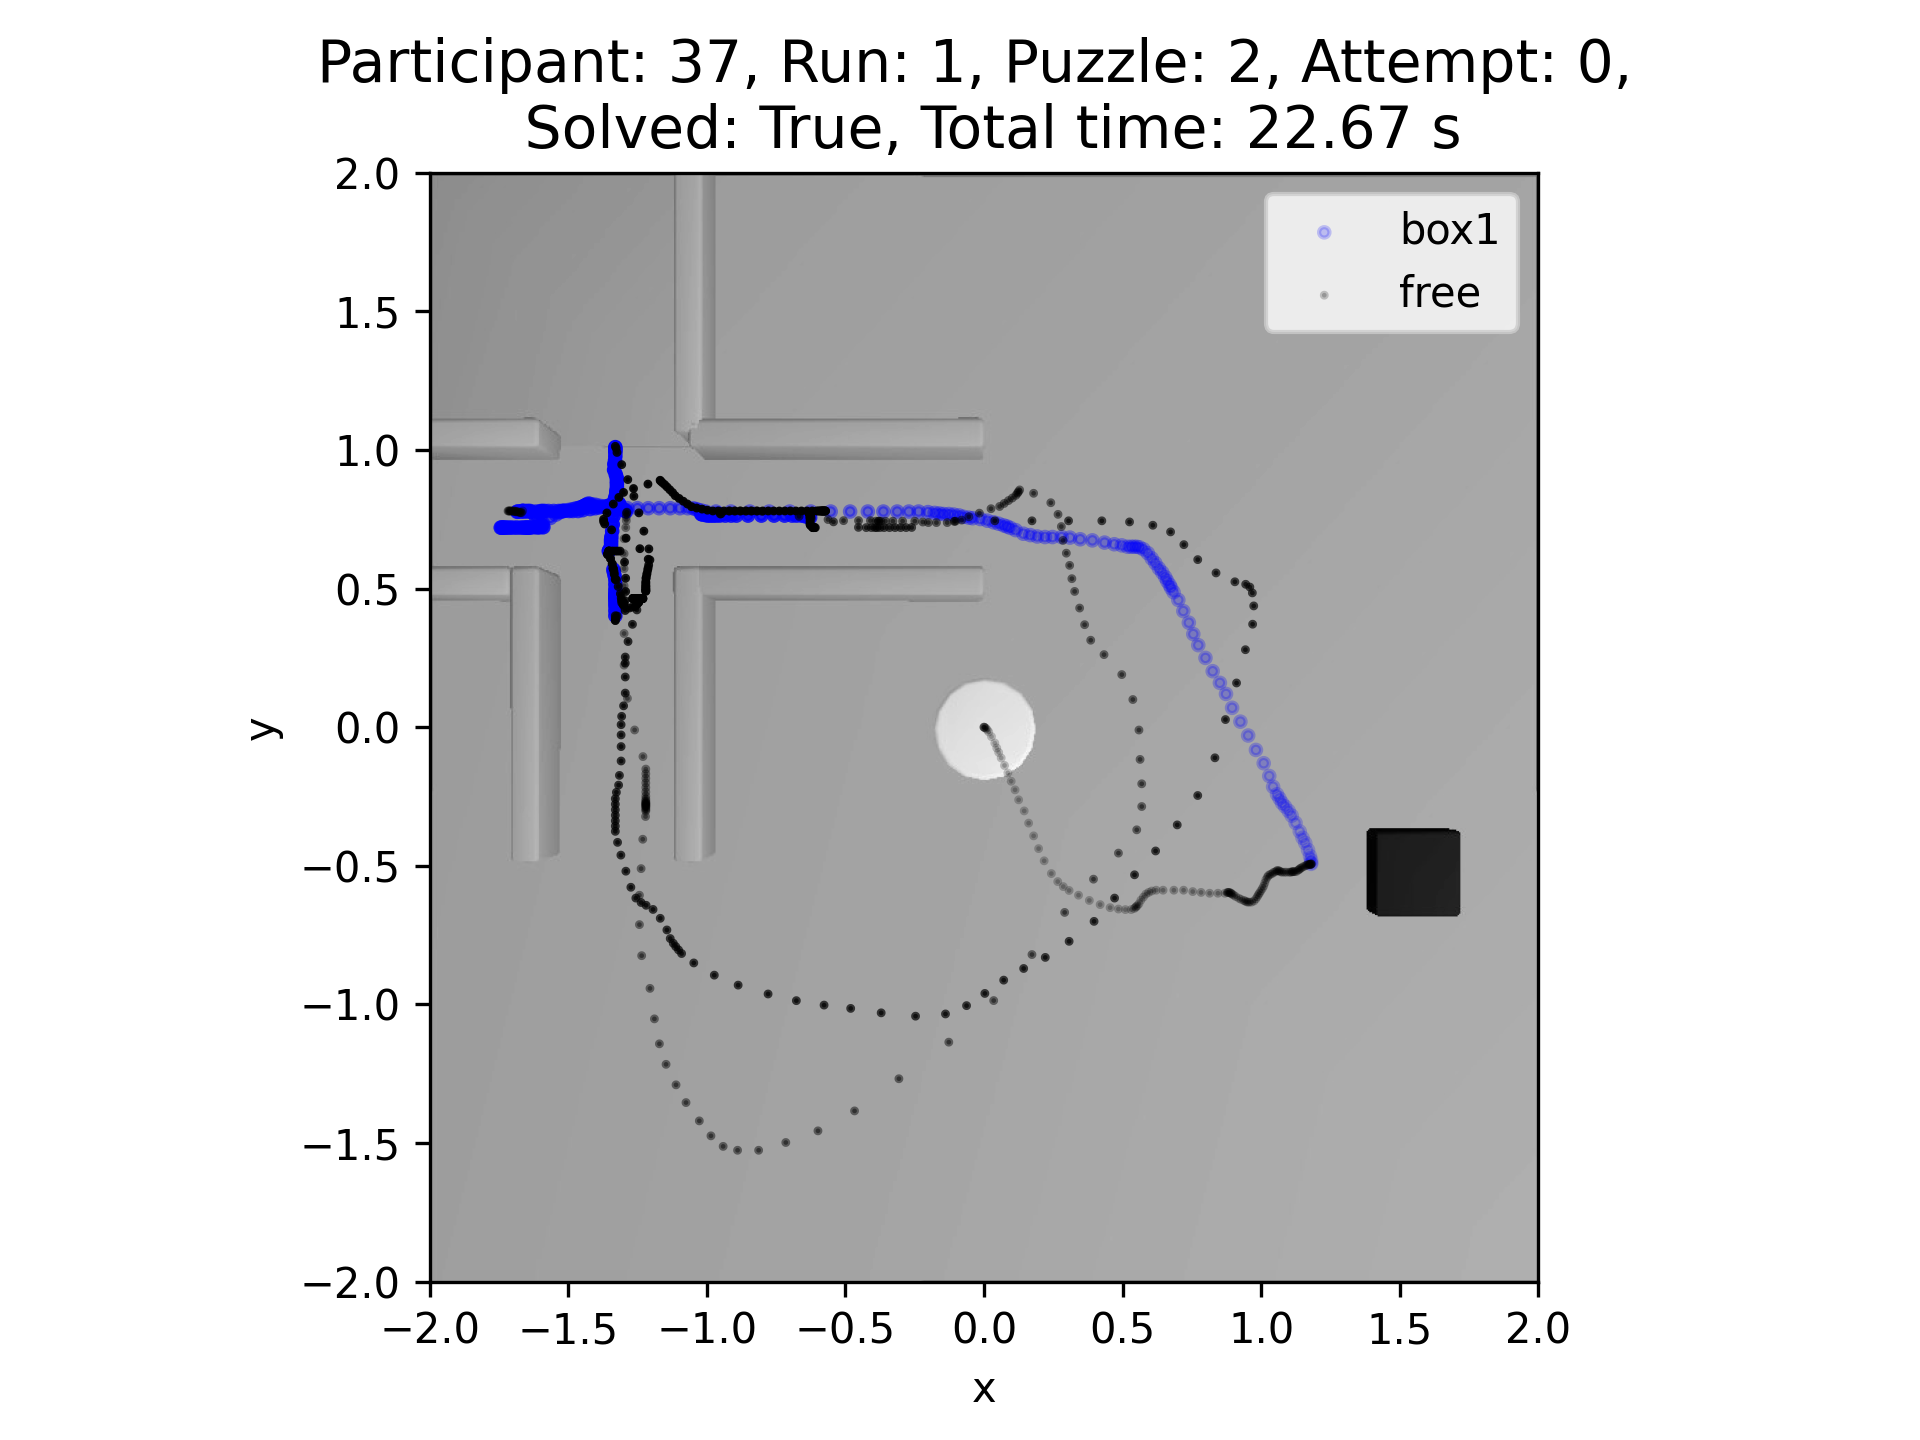 Participant: 37, Run: 1, Puzzle: 2, Attempt: 0,
Solved: True, Total time: 22.67 s
2.0
1.5
1.0
0.5
0.0
−0.5
−1.0
−1.5
−2.0
y
box1
free
−2.0 −1.5 −1.0 −0.5 0.0 0.5 1.0 1.5 2.0
x